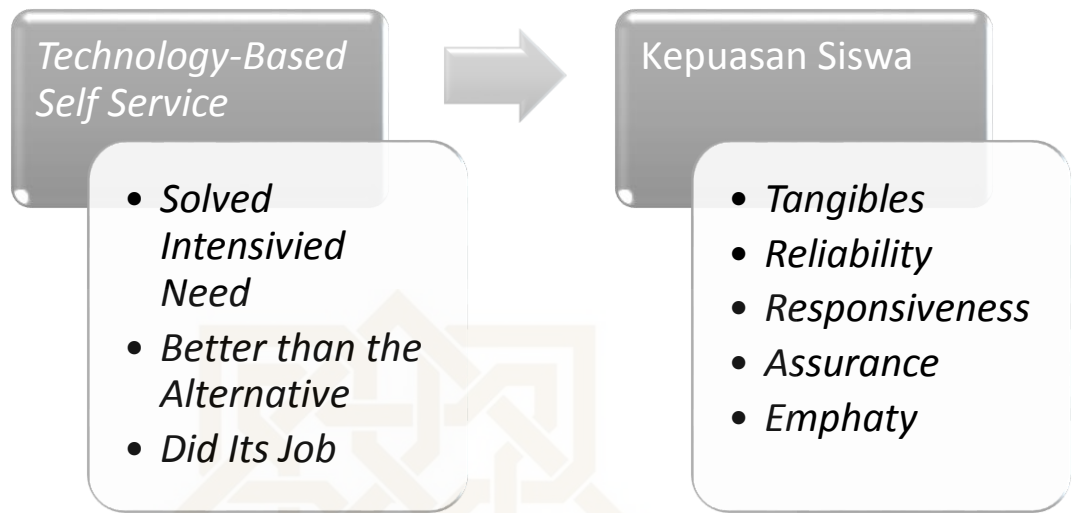 Technology-Based
Self Service
• Solved
Intensivied
Need
• Better than the
Alternative
• Did Its Job
Kepuasan Siswa
• Tangibles
• Reliability
• Responsiveness
• Assurance
• Emphaty